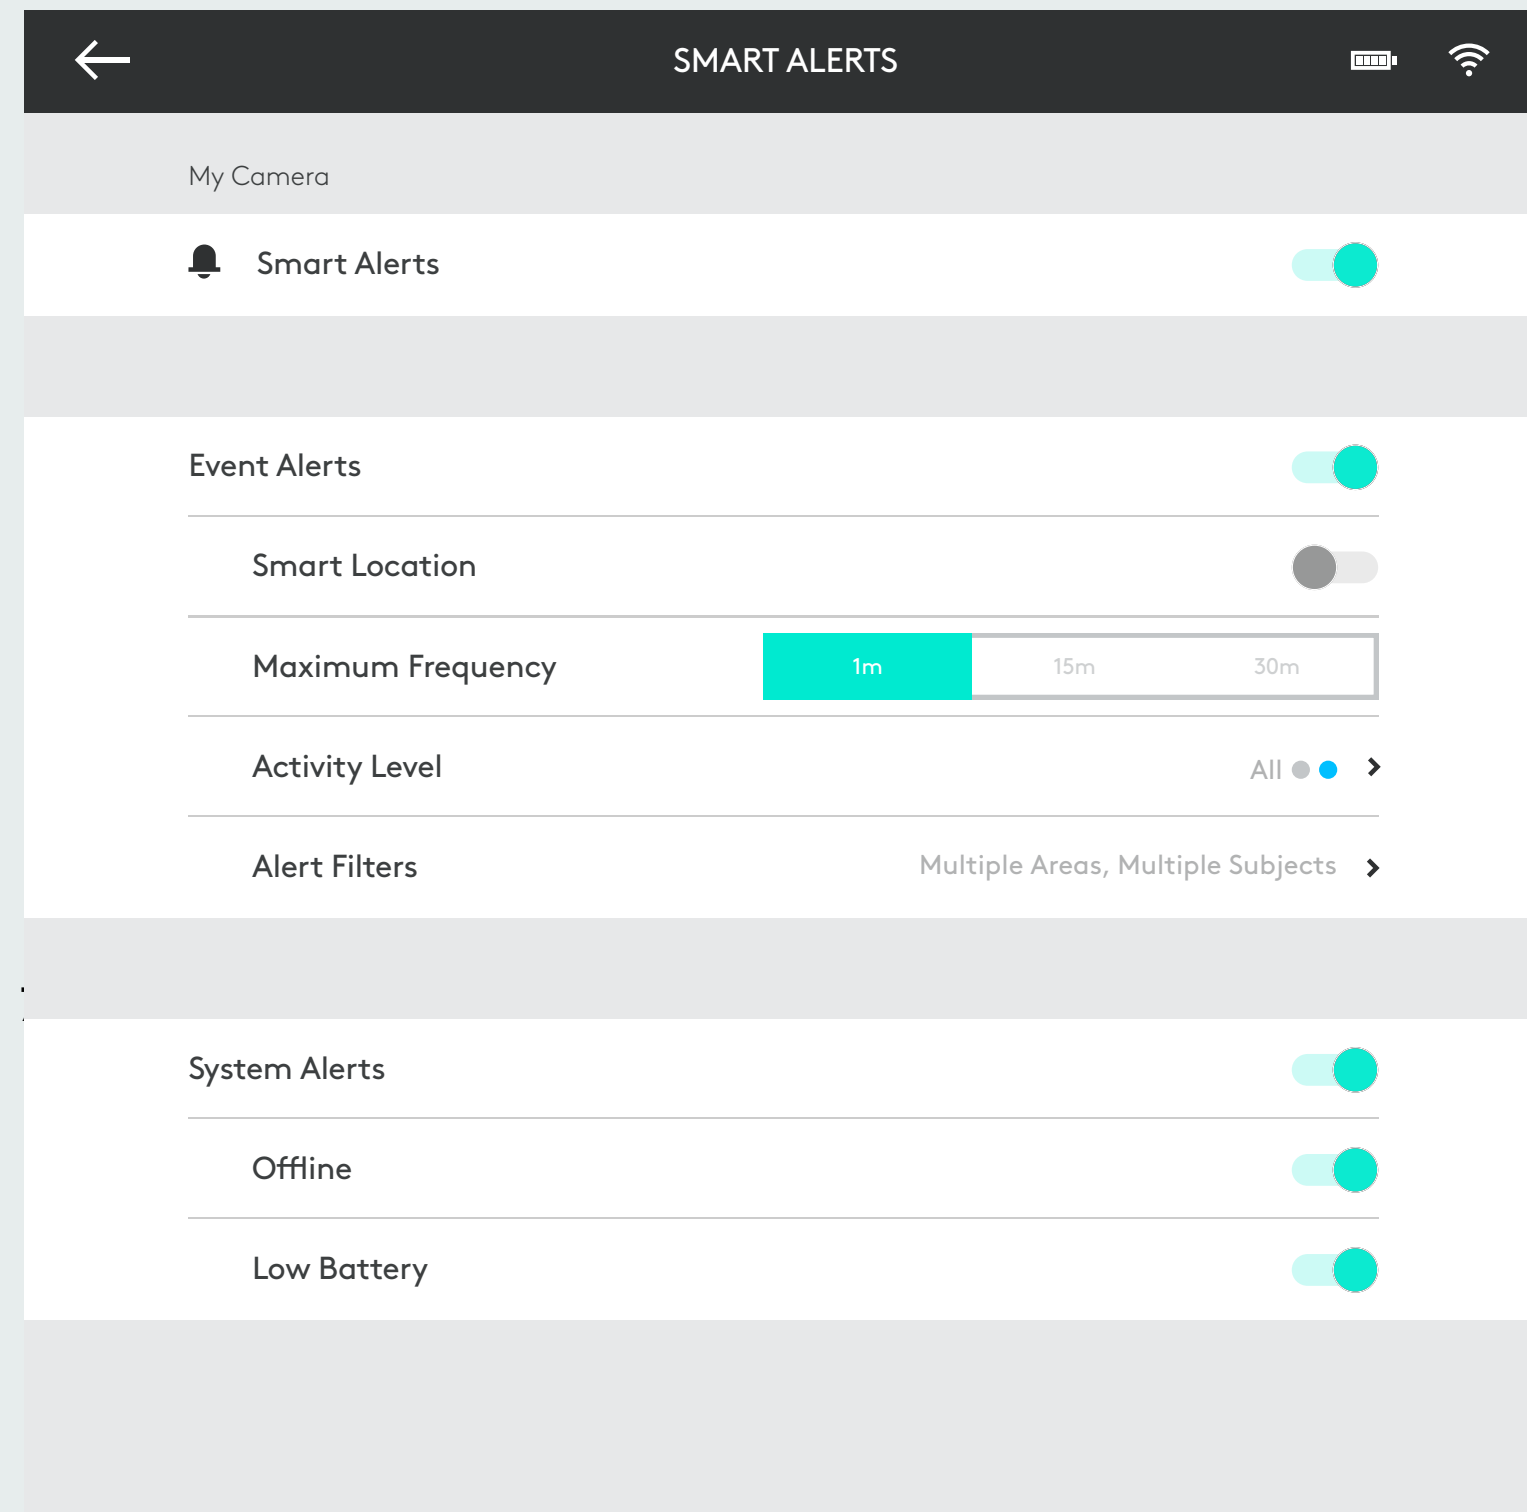 SMART ALERTS
My Camera
Smart Alerts
Event Alerts
Smart Location
Maximum Frequency 1m 15m 30m
Activity Level All
Alert Filters Multiple Areas, Multiple Subjects
System Alerts
Offline
Low Battery